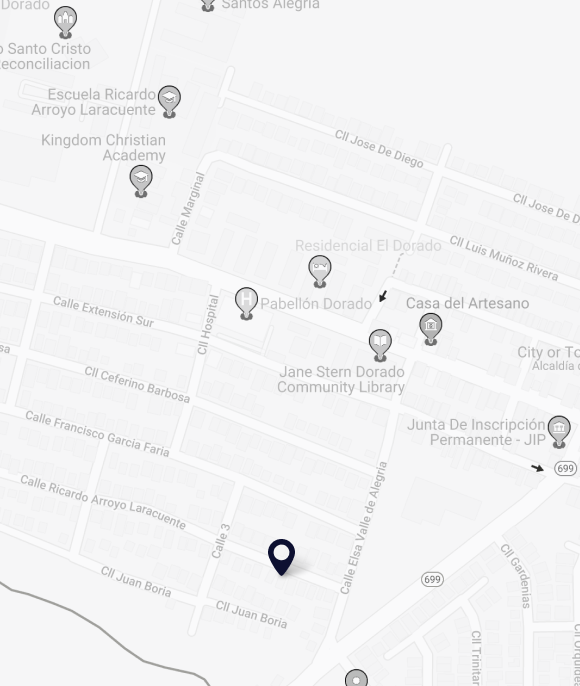 Dorado
Santos Alegria
o Santo Cristo
econciliacion
Escuela Ricardo
Arroyo Laracuente
Kingdom Christian
Academy
Cll Jose De Diego
Cll Jose De D
Calle Marginal
Residencial El Dorado
Cll Luis Muñoz Rivera
Pabellón Dorado
Casa del Artesano
Calle Extensión Sur
Cll Hospital
Jane Stern Dorado
Community Library
City or To
Alcaldía d
osa
Cll Ceferino Barbosa
Calle Francisco Garcia Faria
Junta De Inscripción
Permanente - JIP
699
Calle Ricardo Arroyo Laracuente
Calle 3
Calle Elsa Valle de Alegria
Cll Juan Boria
Cll Juan Boria
699
Cll Gardenias
Cll Trinitar